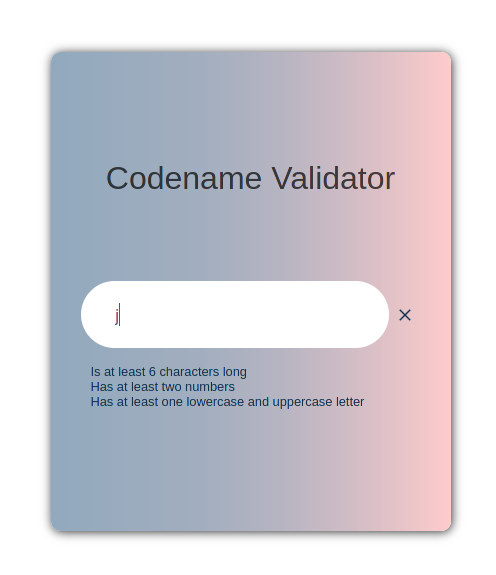 Codename Validator
j
Is at least 6 characters long
Has at least two numbers
Has at least one lowercase and uppercase letter